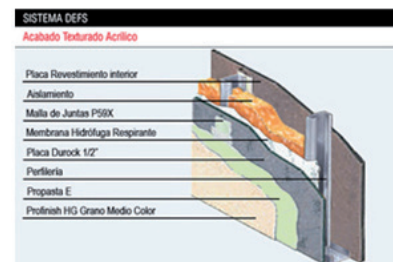 SISTEMA DEFS
Acabado Texturado Acrílico
Placa Revestimiento interior
Aislamiento
Malla de Juntas P59X
Membrana Hidrófuga Respirante
Placa Durock 1/2"
Perfilería
Propasta E
Profinish HG Grano Medio Color